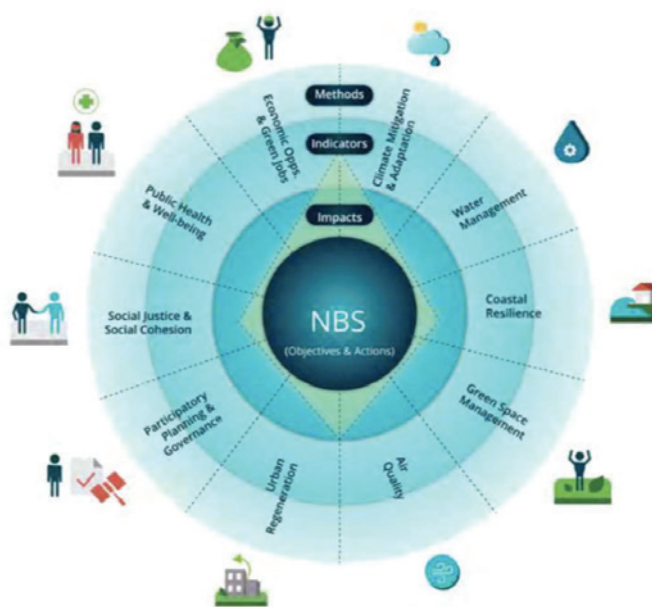 Methods
Indicators
Impacts
NBS
(Objectives & Actions)
Climate Mitigation
& Adaptation
Water
Management
Coastal
Resilience
Green Space
Management
Air
Quality
Urban
Regeneration
Participatory
Planning &
Governance
Social Justice &
Social Cohesion
Public Health
& Well-being
Economic Opps.
& Green Jobs